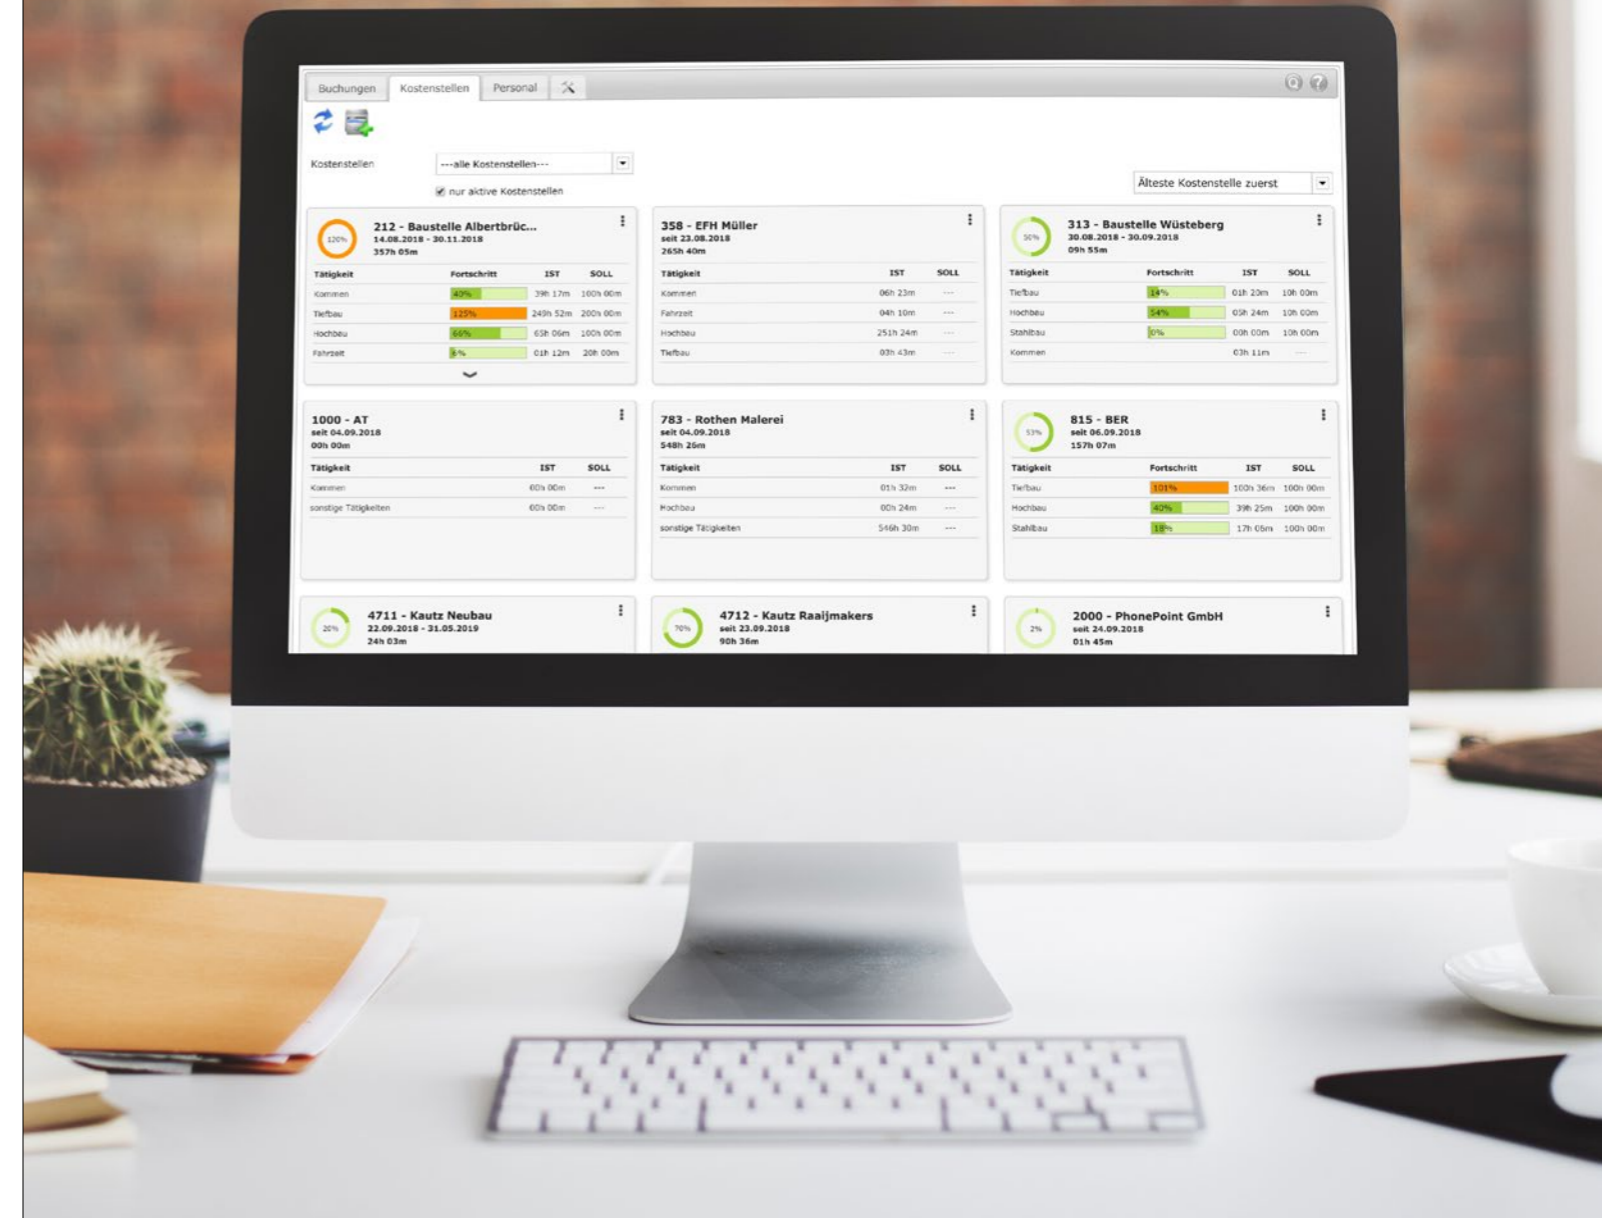 Buchungen Kostenstellen Personal
Kostenstellen ---alle Kostenstellen---
nur aktive Kostenstellen
Älteste Kostenstelle zuerst
120% 212 - Baustelle Albertbrüc...
14.08.2018 - 30.11.2018
357h 05m
Tätigkeit Fortschritt IST SOLL
Kommen 40% 39h 17m 100h 00m
Tiefbau 125% 249h 52m 200h 00m
Hochbau 66% 65h 06m 100h 00m
Fahrzeit 6% 01h 12m 20h 00m
358 - EFH Müller
seit 23.08.2018
265h 40m
Tätigkeit IST SOLL
Kommen 06h 23m ---
Fahrzeit 04h 10m ---
Hochbau 251h 24m ---
Tiefbau 03h 43m ---
50% 313 - Baustelle Wüsteberg
30.08.2018 - 30.09.2018
09h 55m
Tätigkeit Fortschritt IST SOLL
Tiefbau 14% 01h 20m 10h 00m
Hochbau 54% 05h 24m 10h 00m
Stahlbau 0% 00h 00m 10h 00m
Kommen 03h 11m ---
1000 - AT
seit 04.09.2018
00h 00m
Tätigkeit IST SOLL
Kommen 00h 00m ---
sonstige Tätigkeiten 00h 00m ---
783 - Rothen Malerei
seit 04.09.2018
548h 26m
Tätigkeit IST SOLL
Kommen 01h 32m ---
Hochbau 00h 24m ---
sonstige Tätigkeiten 546h 30m ---
53% 815 - BER
seit 06.09.2018
157h 07m
Tätigkeit Fortschritt IST SOLL
Tiefbau 101% 100h 36m 100h 00m
Hochbau 40% 39h 25m 100h 00m
Stahlbau 18% 17h 06m 100h 00m
20% 4711 - Kautz Neubau
22.09.2018 - 31.05.2019
24h 03m
70% 4712 - Kautz Raaijmakers
seit 23.09.2018
90h 36m
2% 2000 - PhonePoint GmbH
seit 24.09.2018
01h 45m